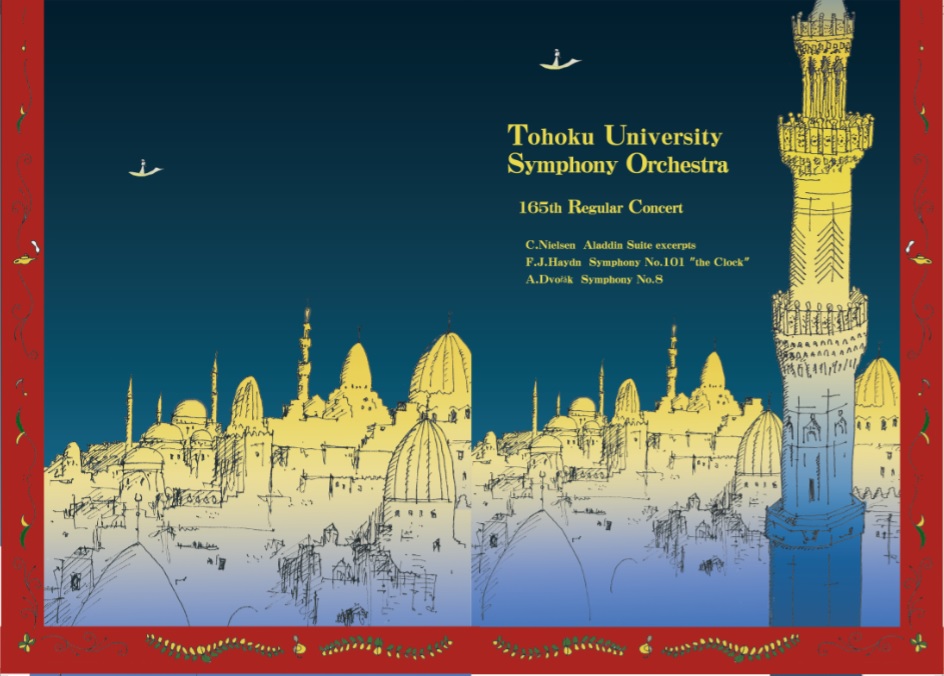 Tohoku University
Symphony Orchestra
165th Regular Concert
C.Nielsen Aladdin Suite excerpts
F.J.Haydn Symphony No.101 "the Clock"
A.Dvořák Symphony No.8